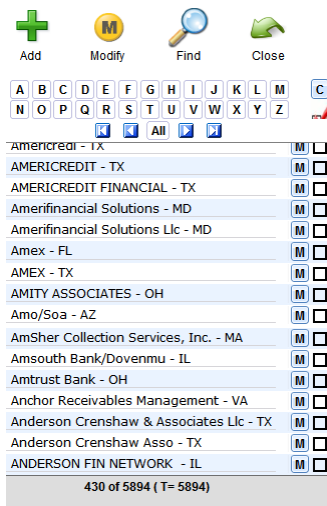 M
Add Modify Find Close
A B C D E F G H I J K L M C
N O P Q R S T U V W X Y Z
All
Americredi - TX M
AMERICREDIT - TX M
AMERICREDIT FINANCIAL - TX M
Amerifinancial Solutions - MD M
Amerifinancial Solutions Llc - MD M
Amex - FL M
AMEX - TX M
AMITY ASSOCIATES - OH M
Amo/Soa - AZ M
AmSher Collection Services, Inc. - MA M
Amsouth Bank/Dovenmu - IL M
Amtrust Bank - OH M
Anchor Receivables Management - VA M
Anderson Crenshaw & Associates Llc - TX M
Anderson Crenshaw Asso - TX M
ANDERSON FIN NETWORK - IL M
430 of 5894 ( T= 5894)